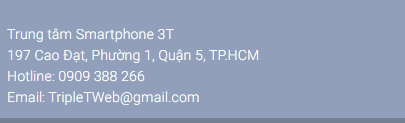 Trung tâm Smartphone 3T
197 Cao Đạt, Phường 1, Quận 5, TP.HCM
Hotline: 0909 388 266
Email: TripleTWeb@gmail.com